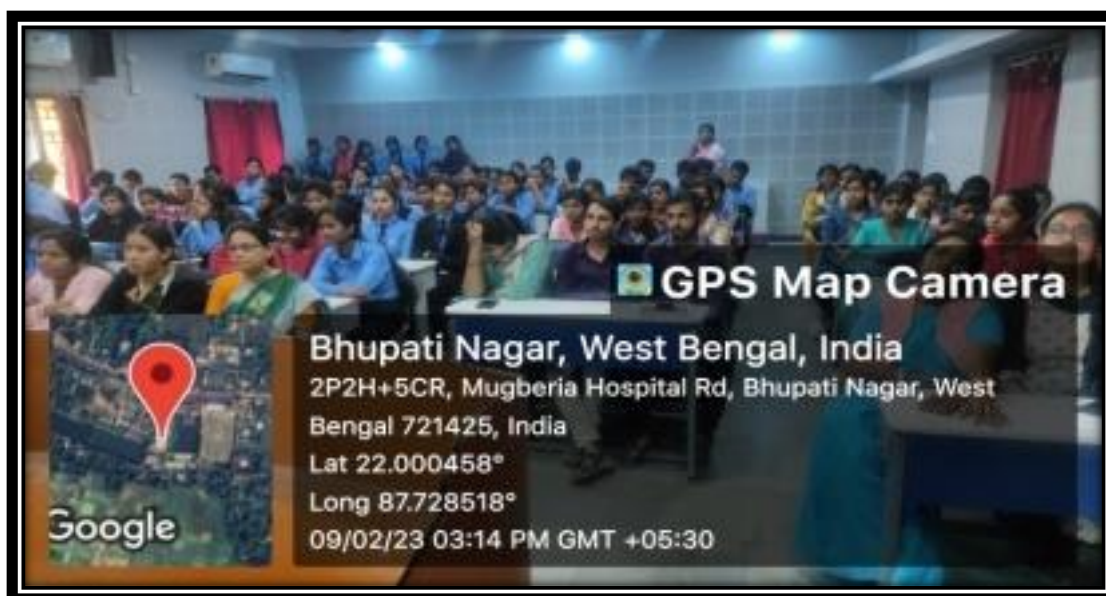 GPS Map Camera
Bhupati Nagar, West Bengal, India
2P2H+5CR, Mugberia Hospital Rd, Bhupati Nagar, West
Bengal 721425, India
Lat 22.000458°
Long 87.728518°
09/02/23 03:14 PM GMT +05:30
Google